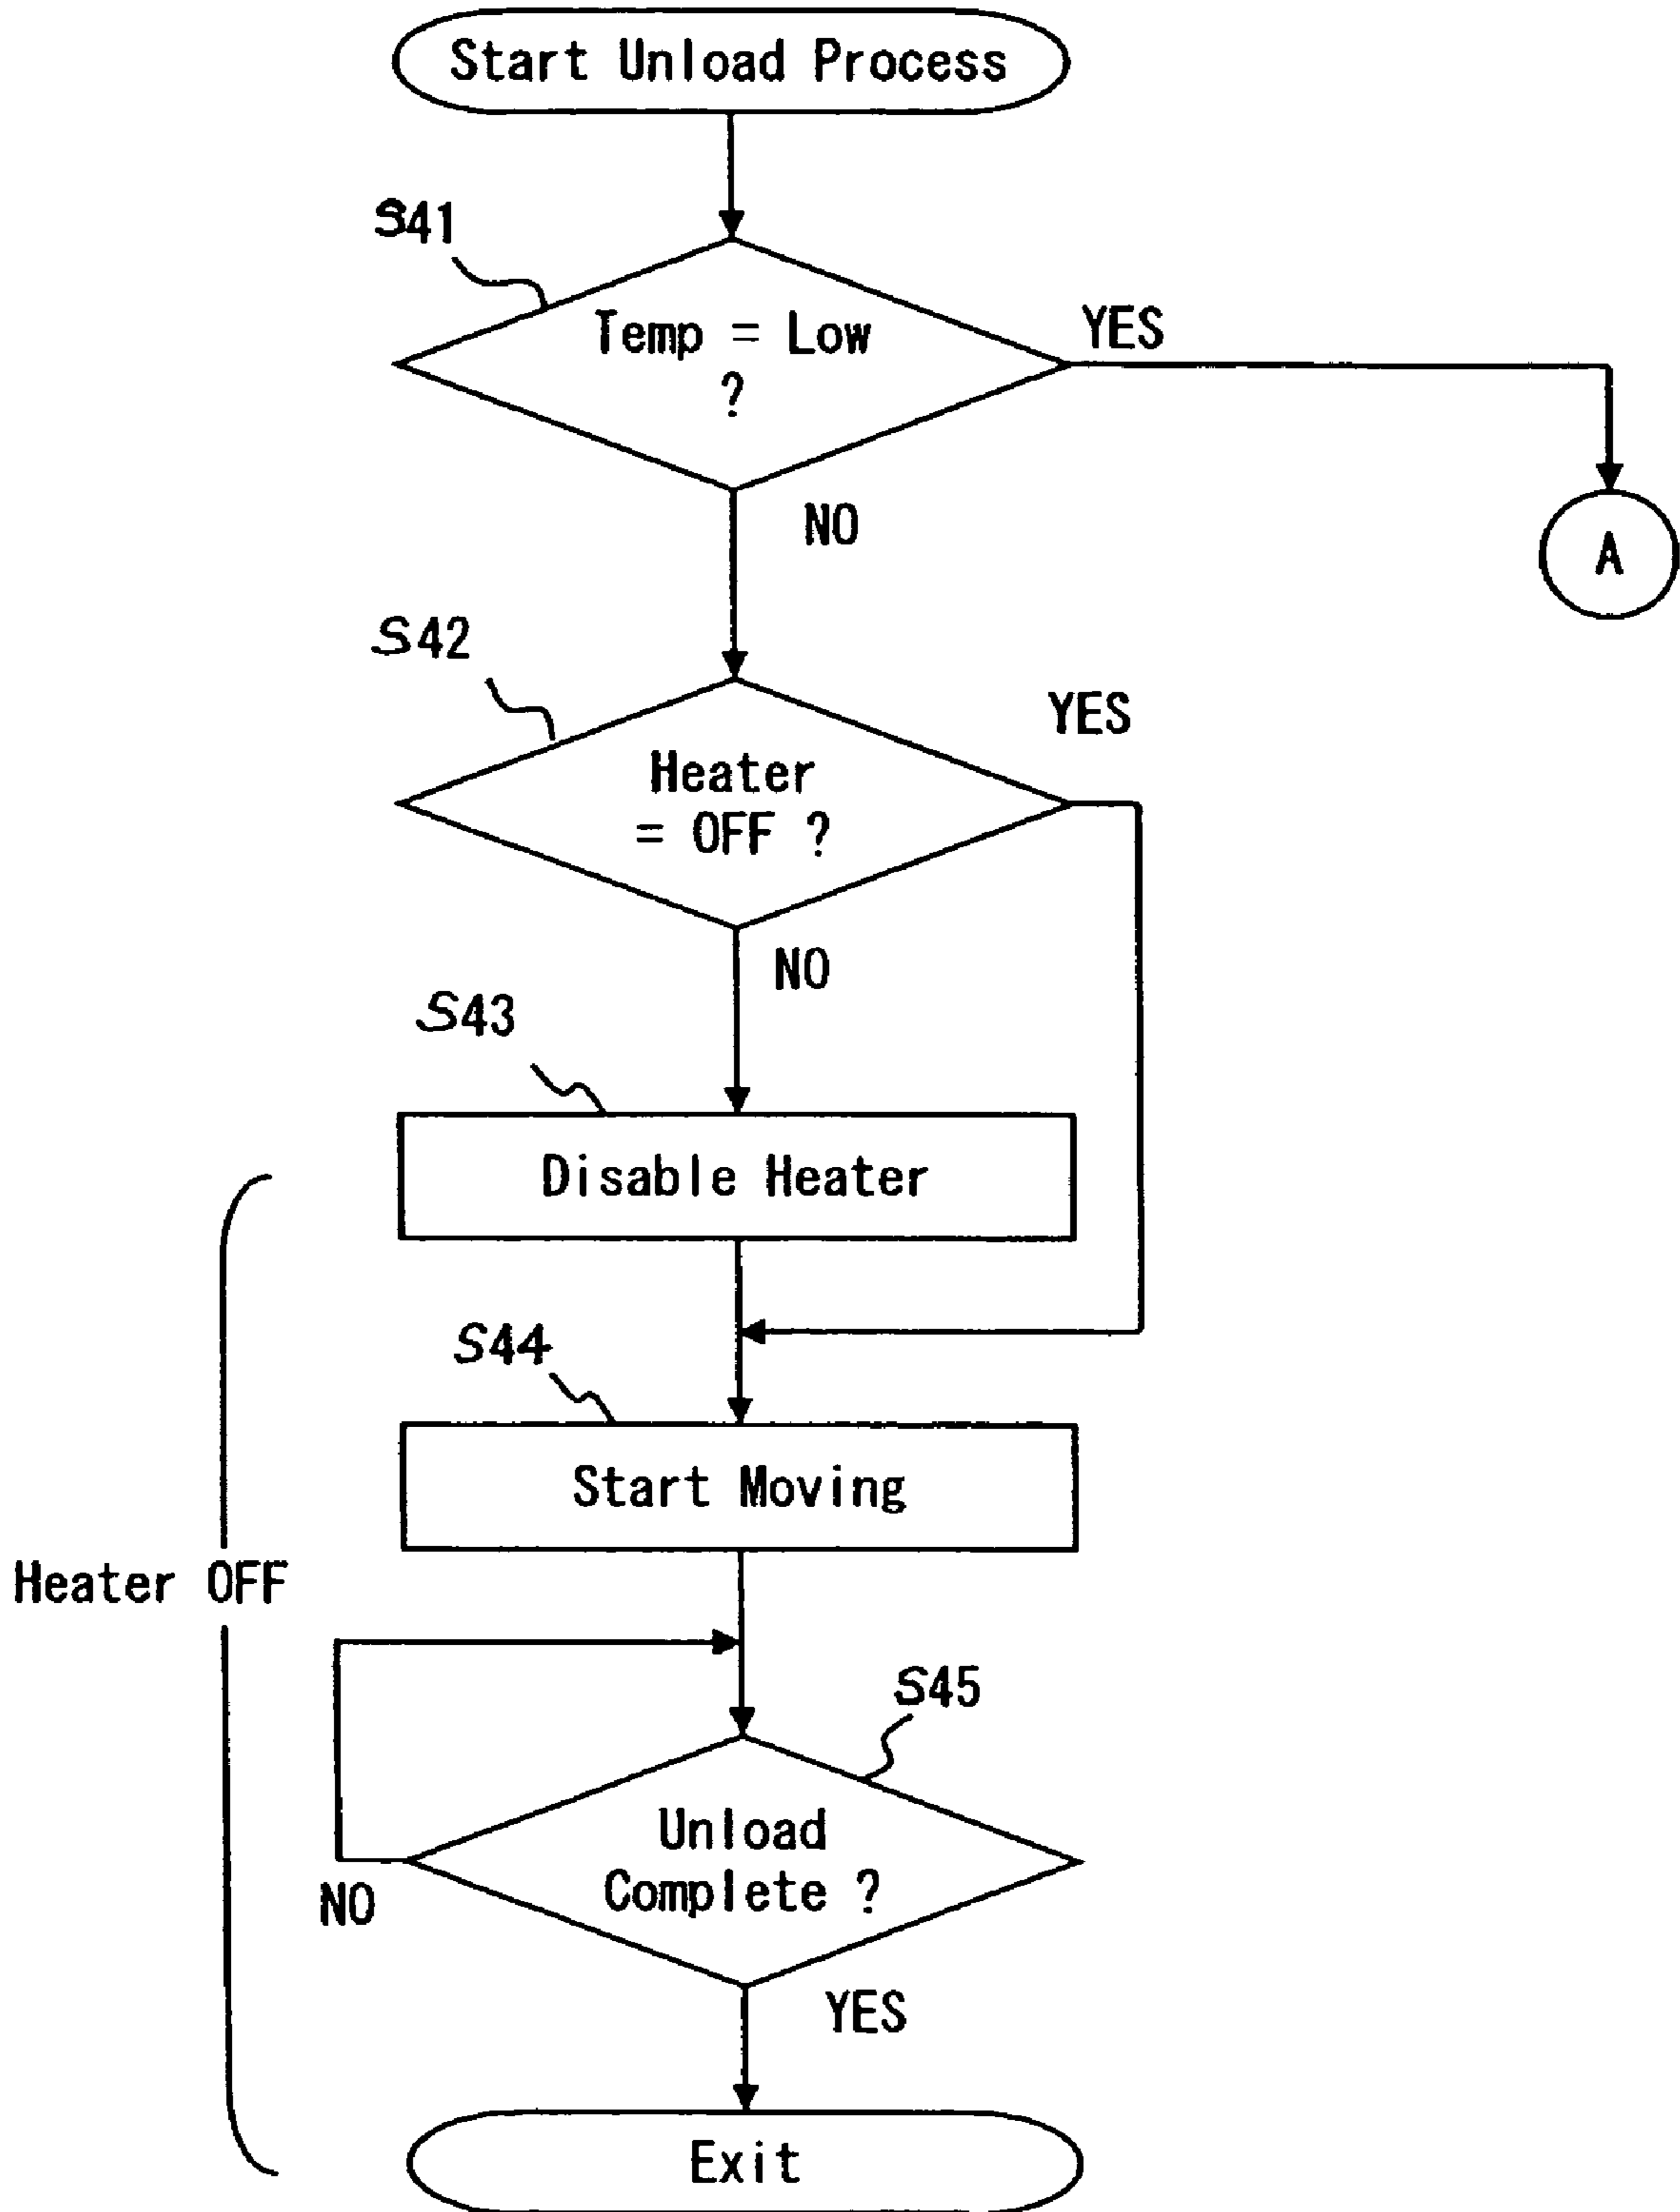 Start Unload Process
S41
Temp = Low
?
YES
NO
A
S42
Heater
= OFF ?
YES
NO
S43
Disable Heater
S44
Start Moving
Heater OFF
S45
Unload
Complete ?
NO
YES
Exit